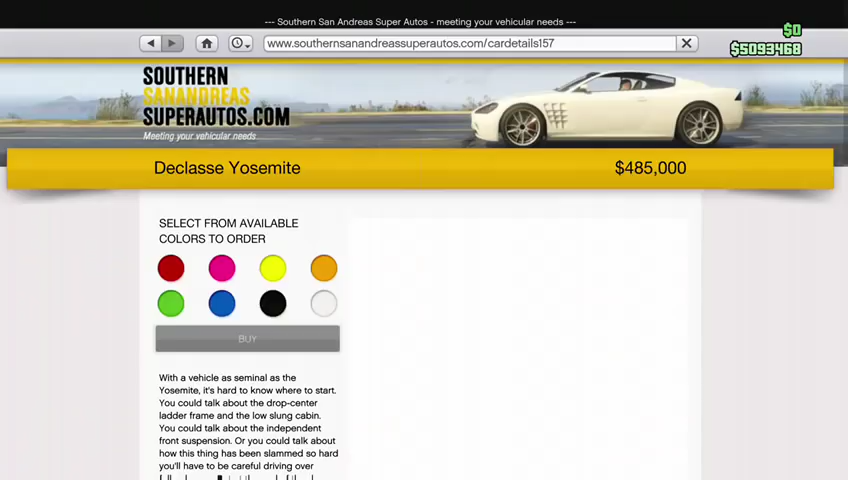 --- Southern San Andreas Super Autos - meeting your vehicular needs ---
$0
www.southernsanandreassuperautos.com/cardetails157
$5093468
SOUTHERN
SANANDREAS
SUPERAUTOS.COM
Meeting your vehicular needs
Declasse Yosemite
$485,000
SELECT FROM AVAILABLE
COLORS TO ORDER
BUY
With a vehicle as seminal as the
Yosemite, it's hard to know where to start.
You could talk about the drop-center
ladder frame and the low slung cabin.
You could talk about the independent
front suspension. Or you could talk about
how this thing has been slammed so hard
you'll have to be careful driving over